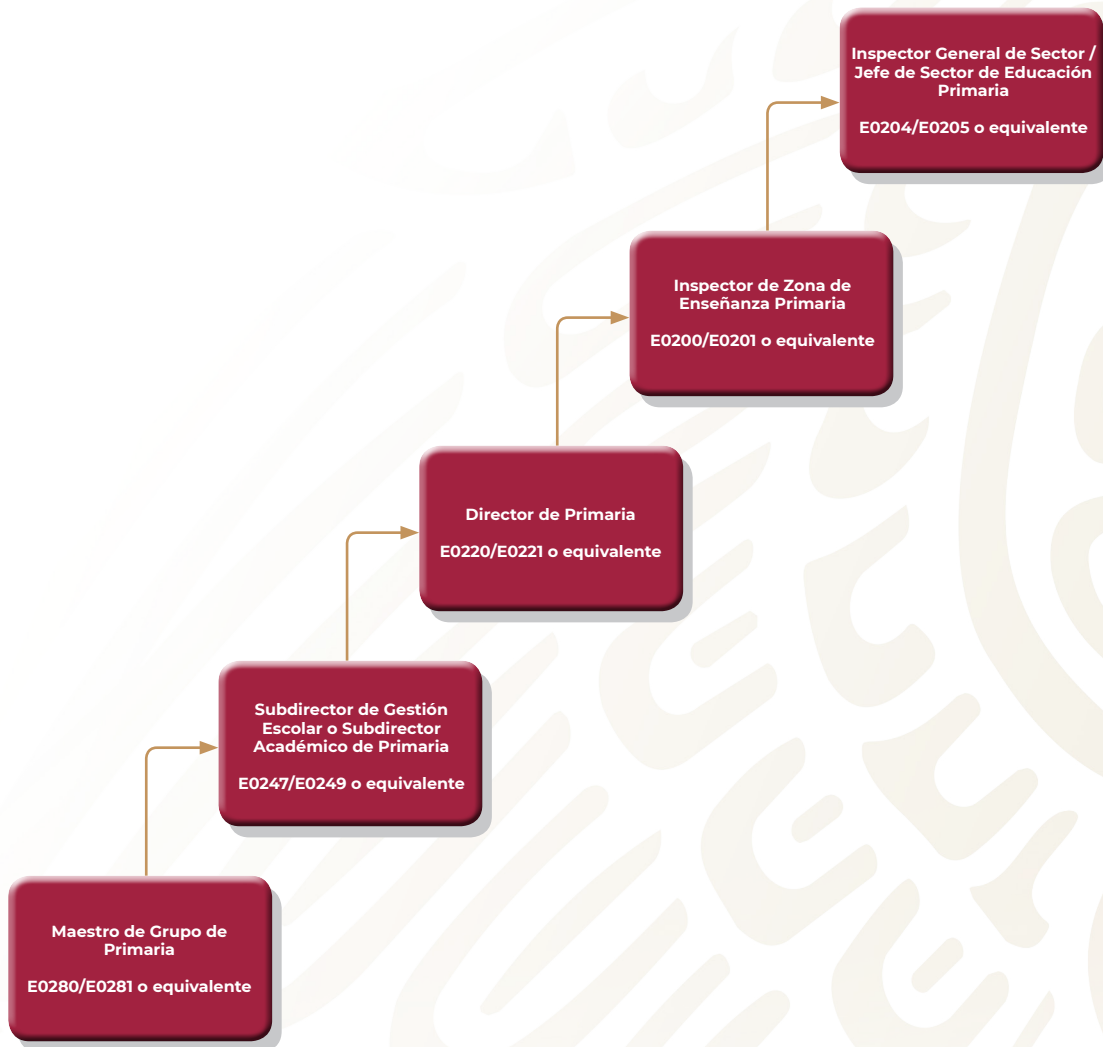 Inspector General de Sector /
Jefe de Sector de Educación
Primaria
E0204/E0205 o equivalente
Inspector de Zona de
Enseñanza Primaria
E0200/E0201 o equivalente
Director de Primaria
E0220/E0221 o equivalente
Subdirector de Gestión
Escolar o Subdirector
Académico de Primaria
E0247/E0249 o equivalente
Maestro de Grupo de
Primaria
E0280/E0281 o equivalente